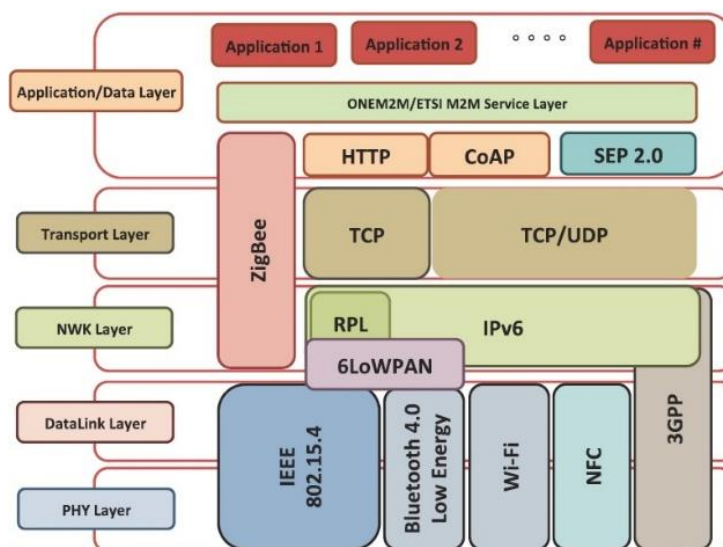 Application 1
Application 2
Application #
Application/Data Layer
ONEM2M/ETSI M2M Service Layer
HTTP
CoAP
SEP 2.0
ZigBee
Transport Layer
TCP
TCP/UDP
NWK Layer
RPL
IPv6
6LoWPAN
DataLink Layer
IEEE
802.15.4
Bluetooth 4.0
Low Energy
Wi-Fi
NFC
3GPP
PHY Layer